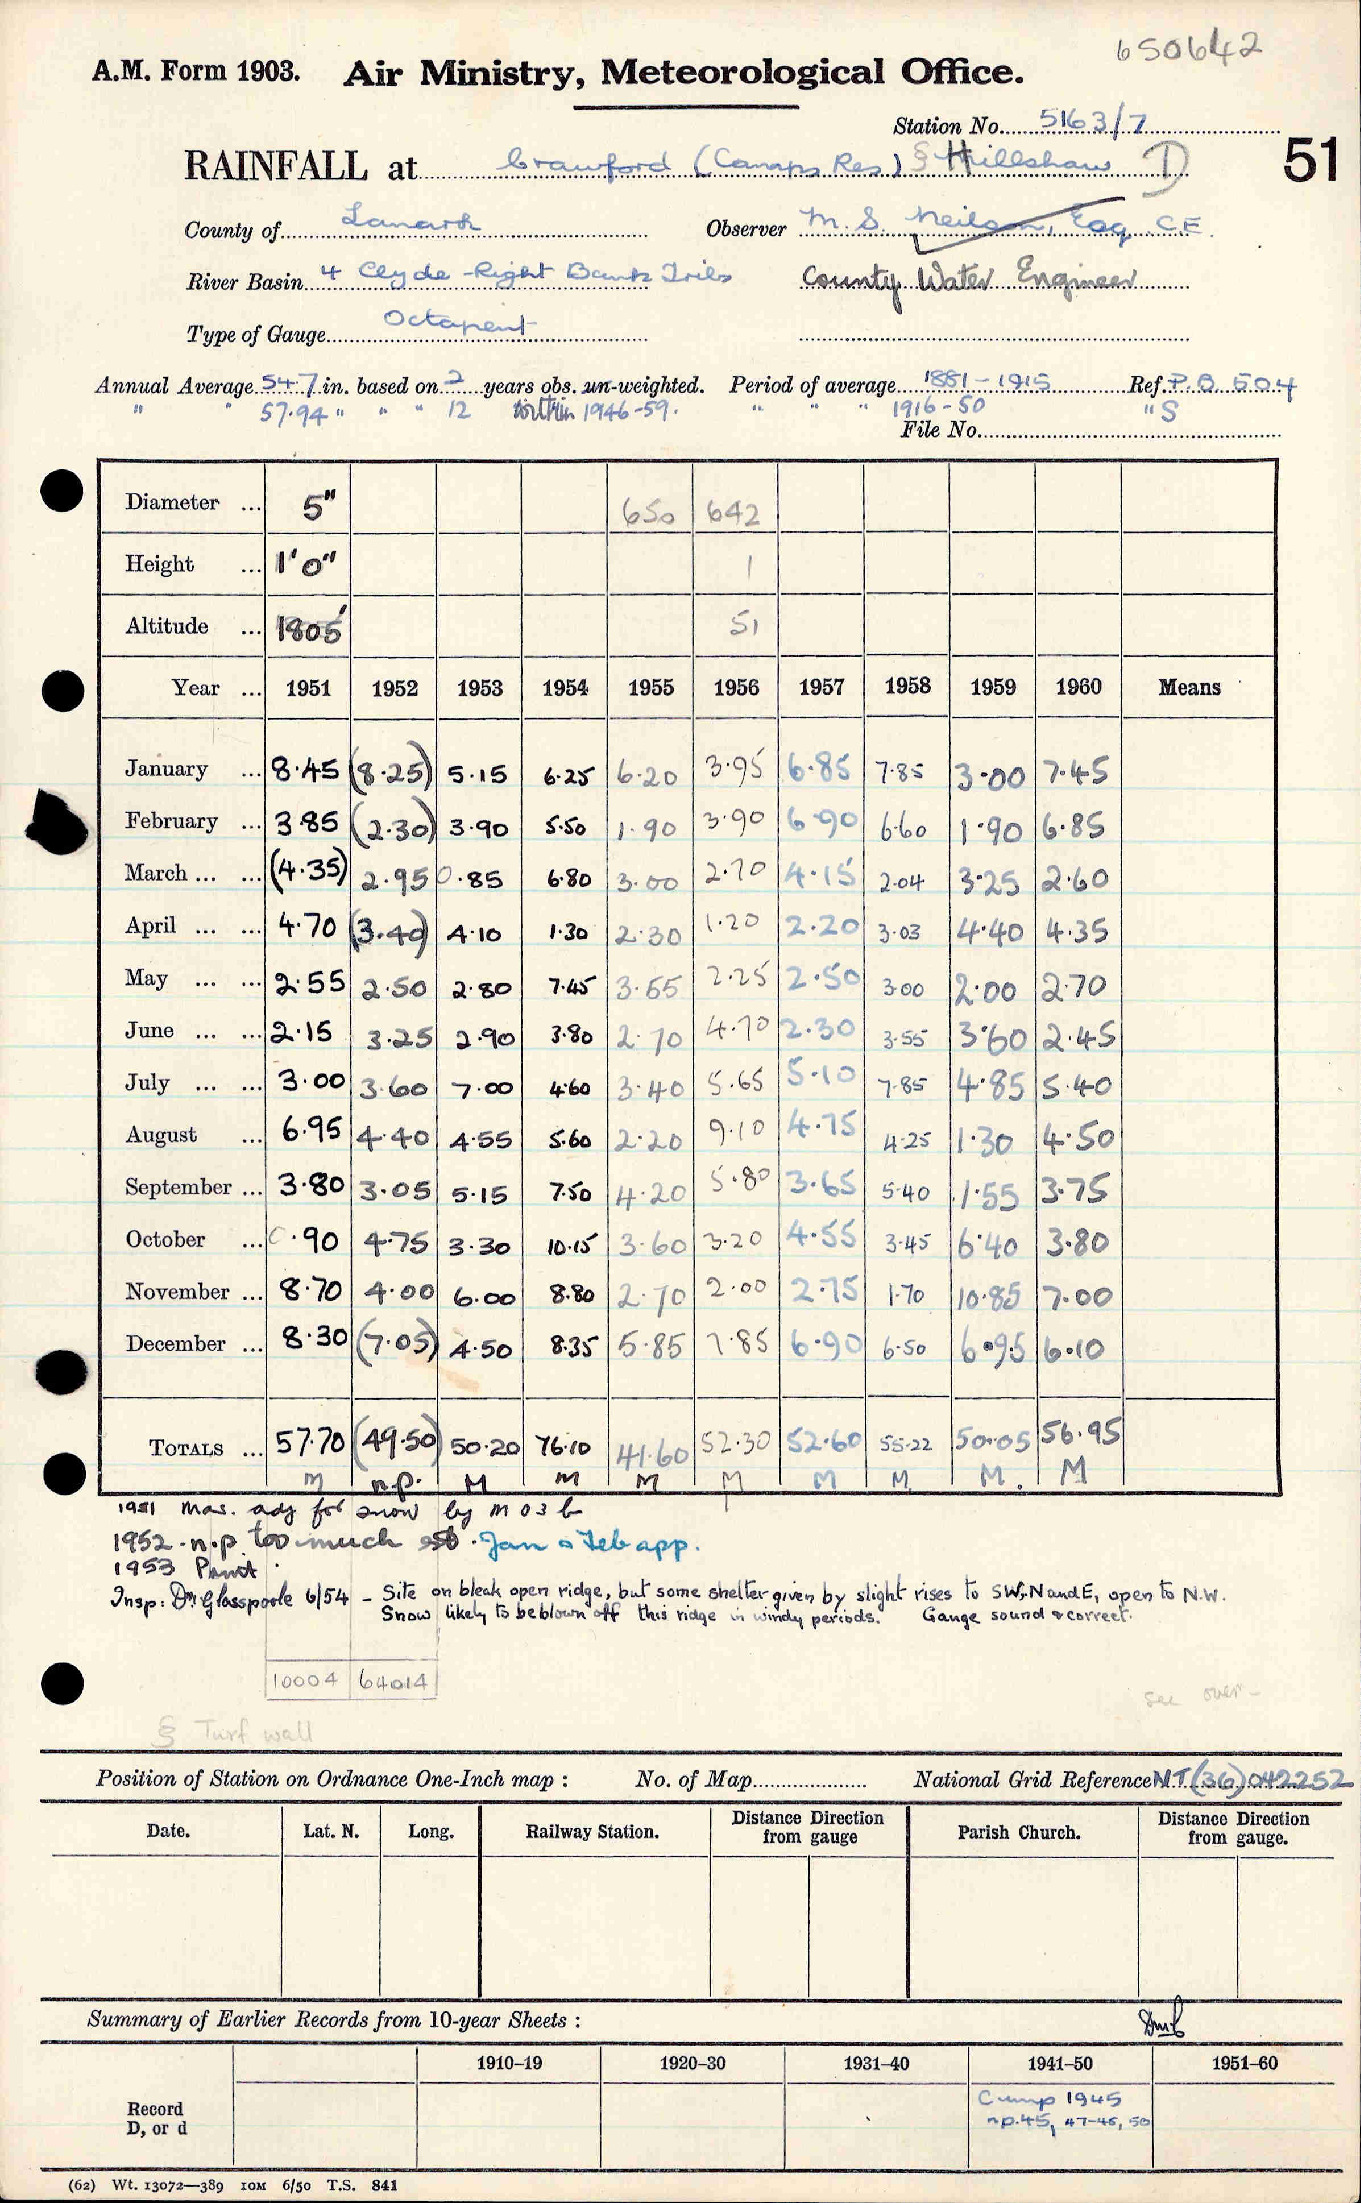 650642
A.M. Form 1903. Air Ministry, Meteorological Office.
Station No. 5163/7
RAINFALL at Crawford (Camps Res) § Hillshaw D 51
County of Lanark Observer M. S. Neilson, Esq. C.E.
River Basin 4 Clyde - Right Bank Tribs County Water Engineer
Type of Gauge Octapent
Annual Average 54.7 in. based on 2 years obs. un-weighted. Period of average 1881-1915 Ref. P.B. 504
" " 57.94 " " " 12 within 1946-59. " " " 1916-50 "S
File No.
Diameter ... 5" 650 642
Height ... 1'0" 1
Altitude ... 1805' 51
Year ... 1951 1952 1953 1954 1955 1956 1957 1958 1959 1960 Means
January ... 8.45 (8.25) 5.15 6.25 6.20 3.95 6.85 7.85 3.00 7.45
February ... 3.85 (2.30) 3.90 5.50 1.90 3.90 6.90 6.60 1.90 6.85
March ... ... (4.35) 2.95 0.85 6.80 3.00 2.70 4.15 2.04 3.25 2.60
April ... ... 4.70 (3.40) 4.10 1.30 2.30 1.20 2.20 3.03 4.40 4.35
May ... ... 2.55 2.50 2.80 7.45 3.55 2.25 2.50 3.00 2.00 2.70
June ... ... 2.15 3.25 2.90 3.80 2.70 4.70 2.30 3.55 3.60 2.45
July ... ... 3.00 3.60 7.00 4.60 3.40 5.65 5.10 7.85 4.85 5.40
August ... 6.95 4.40 4.55 5.60 2.20 9.10 4.75 4.25 1.30 4.50
September ... 3.80 3.05 5.15 7.50 4.20 5.80 3.65 5.40 1.55 3.75
October ... 0.90 4.75 3.30 10.15 3.60 3.20 4.55 3.45 6.40 3.80
November ... 8.70 4.00 6.00 8.80 2.70 2.00 2.75 1.70 10.85 7.00
December ... 8.30 (7.05) 4.50 8.35 5.85 7.85 6.90 6.50 6.95 6.10
TOTALS ... 57.70 (49.50) 50.20 76.10 41.60 52.30 52.60 55.22 50.05 56.95
M n.p. M M M M M M M. M
1951 Mar. adj for snow by M O 3 b
1952 . n.p too much est. Jan & Feb app.
1953
Insp: Dr. Glasspoole 6/54 - Site on bleak open ridge, but some shelter given by slight rises to SW, N and E, open to N.W.
Snow likely to be blown off this ridge in windy periods. Gauge sound & correct.
10004 64014
see over -
§ Turf wall
Position of Station on Ordnance One-Inch map : No. of Map National Grid Reference N.T. (36) 042252
Date. Lat. N. Long. Railway Station. Distance Direction from gauge Parish Church. Distance Direction from gauge.
Summary of Earlier Records from 10-year Sheets :
1910-19 1920-30 1931-40 1941-50 1951-60
Record
D, or d
Cump 1945
np.45, 47-48, 50
(62) Wt. 13072—389 10M 6/50 T.S. 841